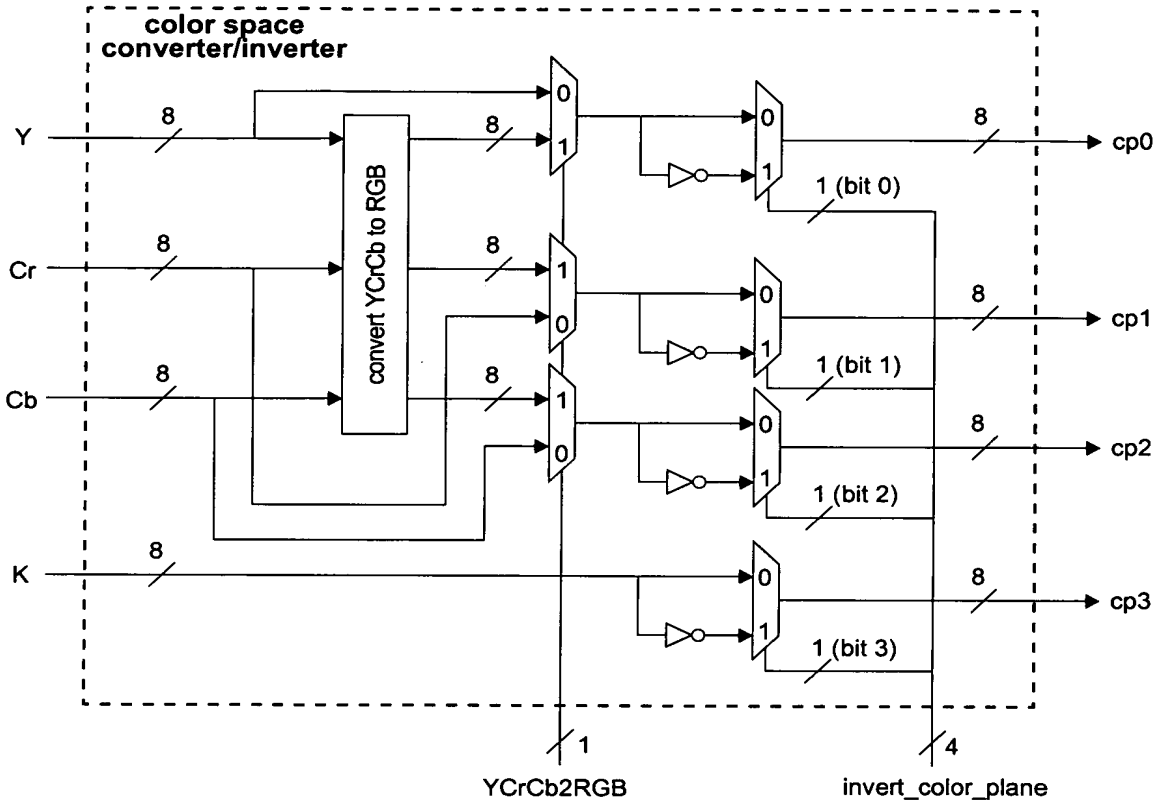 color space
converter/inverter
Y
8
8
0
1
0
1
8
cp0
1 (bit 0)
convert YCrCb to RGB
Cr
8
8
1
0
0
1
8
cp1
1 (bit 1)
Cb
8
8
1
0
0
1
8
cp2
1 (bit 2)
K
8
0
1
8
cp3
1 (bit 3)
1
4
YCrCb2RGB
invert_color_plane